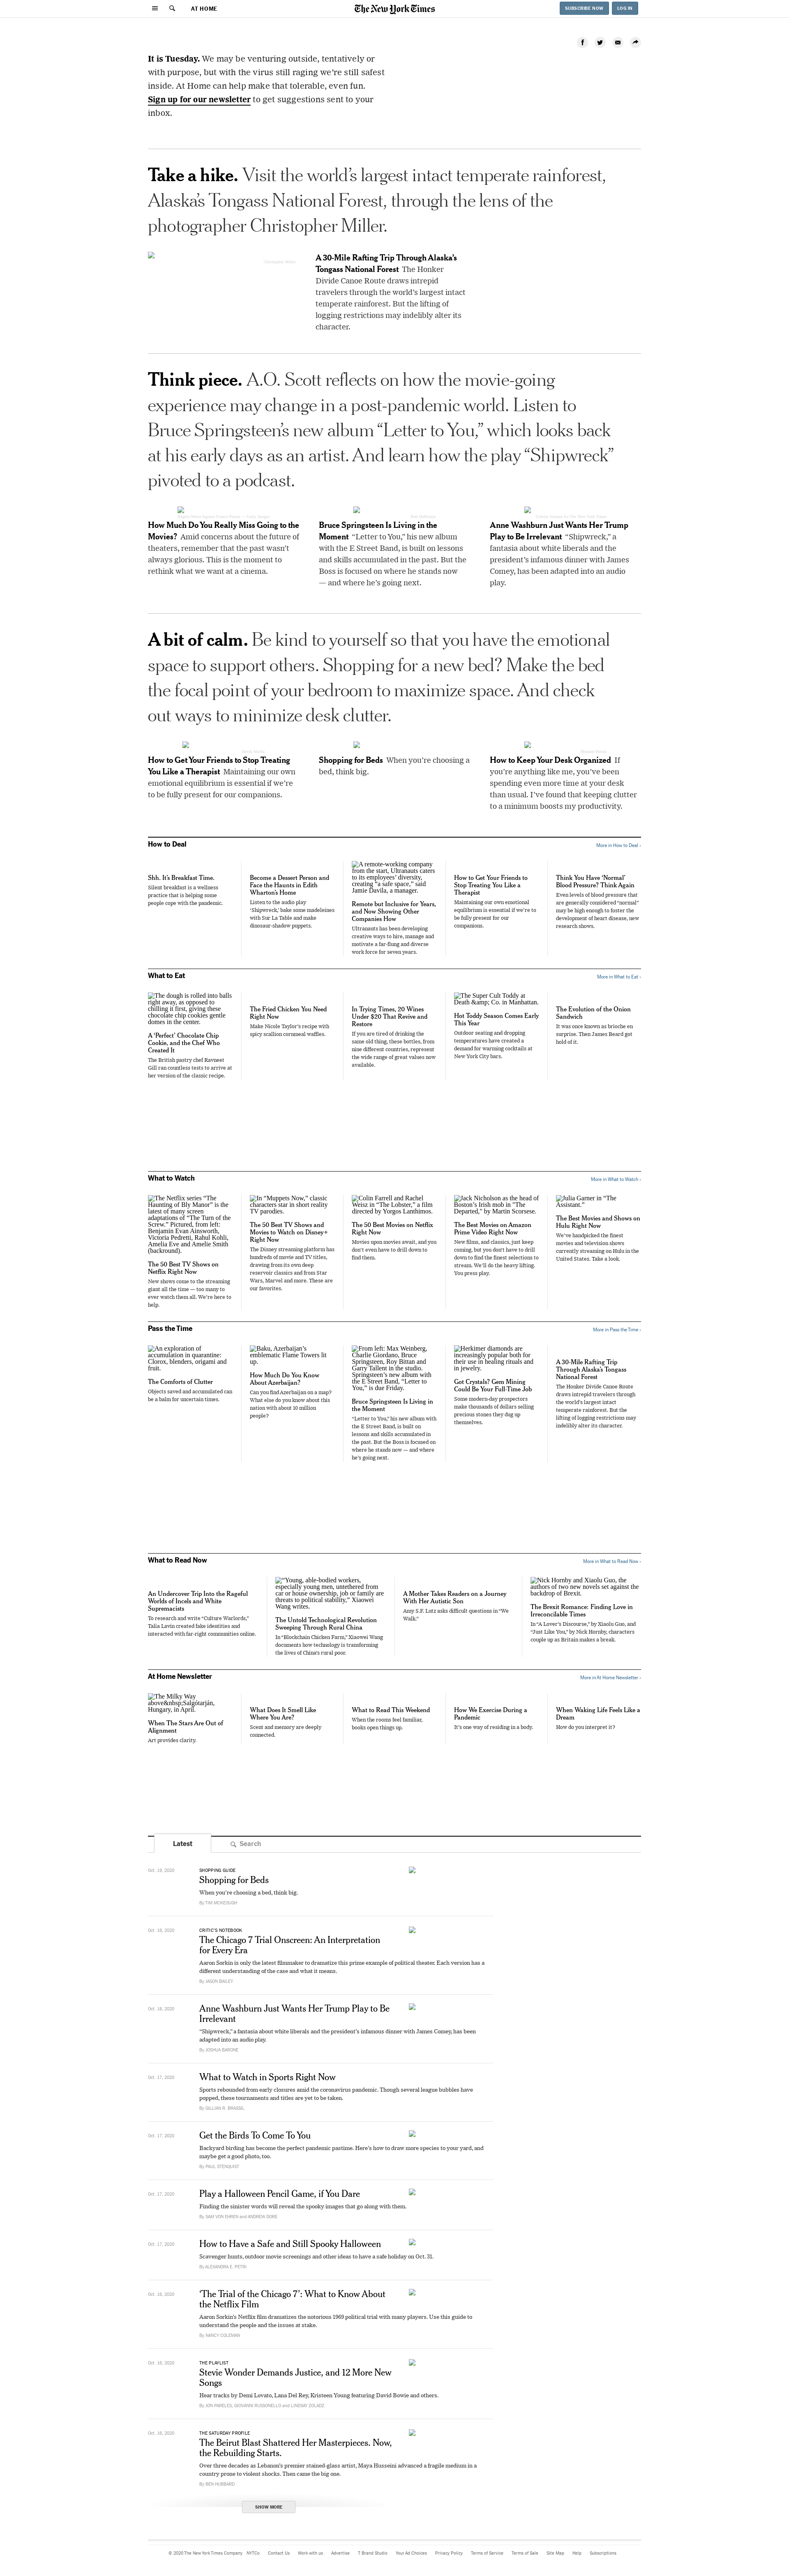 AT HOME
The New York Times
SUBSCRIBE NOW
LOG IN
It is Tuesday. We may be venturing outside, tentatively or
with purpose, but with the virus still raging we're still safest
inside. At Home can help make that tolerable, even fun.
Sign up for our newsletter to get suggestions sent to your
inbox.
Take a hike. Visit the world's largest intact temperate rainforest,
Alaska's Tongass National Forest, through the lens of the
photographer Christopher Miller.
Christopher Miller
A 30-Mile Rafting Trip Through Alaska's
Tongass National Forest The Honker
Divide Canoe Route draws intrepid
travelers through the world's largest intact
temperate rainforest. But the lifting of
logging restrictions may indelibly alter its
character.
Think piece. A.O. Scott reflects on how the movie-going
experience may change in a post-pandemic world. Listen to
Bruce Springsteen's new album “Letter to You,” which looks back
at his early days as an artist. And learn how the play “Shipwreck”
pivoted to a podcast.
How Much Do You Really Miss Going to the
Movies? Amid concerns about the future of
theaters, remember that the past wasn't
always glorious. This is the moment to
rethink what we want at a cinema.
Bruce Springsteen Is Living in the
Moment “Letter to You,” his new album
with the E Street Band, is built on lessons
and skills accumulated in the past. But the
Boss is focused on where he stands now
— and where he's going next.
Anne Washburn Just Wants Her Trump
Play to Be Irrelevant “Shipwreck,” a
fantasia about white liberals and the
president's infamous dinner with James
Comey, has been adapted into an audio
play.
A bit of calm. Be kind to yourself so that you have the emotional
space to support others. Shopping for a new bed? Make the bed
the focal point of your bedroom to maximize space. And check
out ways to minimize desk clutter.
How to Get Your Friends to Stop Treating
You Like a Therapist Maintaining our own
emotional equilibrium is essential if we're
to be fully present for our companions.
Shopping for Beds When you're choosing a
bed, think big.
How to Keep Your Desk Organized If
you're anything like me, you've been
spending even more time at your desk
than usual. I've found that keeping clutter
to a minimum boosts my productivity.
How to Deal
More in How to Deal ›
Shh. It's Breakfast Time.
Silent breakfast is a wellness
practice that is helping some
people cope with the pandemic.
Become a Dessert Person and
Face the Haunts in Edith
Wharton's Home
Listen to the audio play
'Shipwreck,' bake some madeleines
with Sur La Table and make
dinosaur-shadow puppets.
A remote-working company
from the start, Ultranauts caters
to its employees' diversity,
creating “a safe space,” said
Jamie Davila, a manager.
Remote but Inclusive for Years,
and Now Showing Other
Companies How
Ultranauts has been developing
creative ways to hire, manage and
motivate a far-flung and diverse
work force for seven years.
How to Get Your Friends to
Stop Treating You Like a
Therapist
Maintaining our own emotional
equilibrium is essential if we're to
be fully present for our
companions.
Think You Have 'Normal'
Blood Pressure? Think Again
Even levels of blood pressure that
are generally considered “normal”
may be high enough to foster the
development of heart disease, new
research shows.
What to Eat
More in What to Eat ›
The dough is rolled into balls
right away, as opposed to
chilling it first, giving these
chocolate chip cookies gentle
domes in the center.
A 'Perfect' Chocolate Chip
Cookie, and the Chef Who
Created It
The British pastry chef Ravneet
Gill ran countless tests to arrive at
her version of the classic recipe.
The Fried Chicken You Need
Right Now
Make Nicole Taylor's recipe with
spicy scallion cornmeal waffles.
In Trying Times, 20 Wines
Under $20 That Revive and
Restore
If you are tired of drinking the
same old thing, these bottles, from
nine different countries, represent
the wide range of great values now
available.
The Super Cut Toddy at
Death &amp; Co. in Manhattan.
Hot Toddy Season Comes Early
This Year
Outdoor seating and dropping
temperatures have created a
demand for warming cocktails at
New York City bars.
The Evolution of the Onion
Sandwich
It was once known as brioche en
surprise. Then James Beard got
hold of it.
What to Watch
More in What to Watch ›
The Netflix series “The
Haunting of Bly Manor” is the
latest of many screen
adaptations of “The Turn of the
Screw.” Pictured, from left:
Benjamin Evan Ainsworth,
Victoria Pedretti, Rahul Kohli,
Amelia Eve and Amelie Smith
(backround).
The 50 Best TV Shows on
Netflix Right Now
New shows come to the streaming
giant all the time — too many to
ever watch them all. We're here to
help.
In “Muppets Now,” classic
characters star in short reality
TV parodies.
The 50 Best TV Shows and
Movies to Watch on Disney+
Right Now
The Disney streaming platform has
hundreds of movie and TV titles,
drawing from its own deep
reservoir classics and from Star
Wars, Marvel and more. These are
our favorites.
Colin Farrell and Rachel
Weisz in “The Lobster,” a film
directed by Yorgos Lanthimos.
The 50 Best Movies on Netflix
Right Now
Movies upon movies await, and you
don't even have to drill down to
find them.
Jack Nicholson as the head of
Boston's Irish mob in "The
Departed," by Martin Scorsese.
The Best Movies on Amazon
Prime Video Right Now
New films, and classics, just keep
coming, but you don't have to drill
down to find the finest selections to
stream. We'll do the heavy lifting.
You press play.
Julia Garner in “The
Assistant.”
The Best Movies and Shows on
Hulu Right Now
We've handpicked the finest
movies and television shows
currently streaming on Hulu in the
United States. Take a look.
Pass the Time
More in Pass the Time ›
An exploration of
accumulation in quarantine:
Clorox, blenders, origami and
fruit.
The Comforts of Clutter
Objects saved and accumulated can
be a balm for uncertain times.
Baku, Azerbaijan's
emblematic Flame Towers lit
up.
How Much Do You Know
About Azerbaijan?
Can you find Azerbaijan on a map?
What else do you know about this
nation with about 10 million
people?
From left: Max Weinberg,
Charlie Giordano, Bruce
Springsteen, Roy Bittan and
Garry Tallent in the studio.
Springsteen's new album with
the E Street Band, “Letter to
You,” is due Friday.
Bruce Springsteen Is Living in
the Moment
“Letter to You,” his new album with
the E Street Band, is built on
lessons and skills accumulated in
the past. But the Boss is focused on
where he stands now — and where
he's going next.
Herkimer diamonds are
increasingly popular both for
their use in healing rituals and
in jewelry.
Got Crystals? Gem Mining
Could Be Your Full-Time Job
Some modern-day prospectors
make thousands of dollars selling
precious stones they dug up
themselves.
A 30-Mile Rafting Trip
Through Alaska's Tongass
National Forest
The Honker Divide Canoe Route
draws intrepid travelers through
the world's largest intact
temperate rainforest. But the
lifting of logging restrictions may
indelibly alter its character.
What to Read Now
More in What to Read Now ›
An Undercover Trip Into the Rageful
Worlds of Incels and White
Supremacists
To research and write “Culture Warlords,”
Talia Lavin created fake identities and
interacted with far-right communities online.
“Young, able-bodied workers,
especially young men, untethered from
car or house ownership, job or family are
threats to political stability,” Xiaowei
Wang writes.
The Untold Technological Revolution
Sweeping Through Rural China
In “Blockchain Chicken Farm,” Xiaowei Wang
documents how technology is transforming
the lives of China's rural poor.
A Mother Takes Readers on a Journey
With Her Autistic Son
Amy S.F. Lutz asks difficult questions in “We
Walk.”
Nick Hornby and Xiaolu Guo, the
authors of two new novels set against the
backdrop of Brexit.
The Brexit Romance: Finding Love in
Irreconcilable Times
In “A Lover's Discourse,” by Xiaolu Guo, and
“Just Like You,” by Nick Hornby, characters
couple up as Britain makes a break.
At Home Newsletter
More in At Home Newsletter ›
The Milky Way
above&nbsp;Salgótarján,
Hungary, in April.
When The Stars Are Out of
Alignment
Art provides clarity.
What Does It Smell Like
Where You Are?
Scent and memory are deeply
connected.
What to Read This Weekend
When the rooms feel familiar,
books open things up.
How We Exercise During a
Pandemic
It's one way of residing in a body.
When Waking Life Feels Like a
Dream
How do you interpret it?
Latest
Search
Oct. 19, 2020
SHOPPING GUIDE
Shopping for Beds
When you're choosing a bed, think big.
By TIM MCKEOUGH
CRITIC'S NOTEBOOK
The Chicago 7 Trial Onscreen: An Interpretation
for Every Era
Aaron Sorkin is only the latest filmmaker to dramatize this prime example of political theater. Each version has a
different understanding of the case and what it means.
By JASON BAILEY
Anne Washburn Just Wants Her Trump Play to Be
Irrelevant
“Shipwreck,” a fantasia about white liberals and the president's infamous dinner with James Comey, has been
adapted into an audio play.
By JOSHUA BARONE
Oct. 17, 2020
What to Watch in Sports Right Now
Sports rebounded from early closures amid the coronavirus pandemic. Though several league bubbles have
popped, these tournaments and titles are yet to be taken.
By GILLIAN R. BRASSIL
Oct. 17, 2020
Get the Birds To Come To You
Backyard birding has become the perfect pandemic pastime. Here's how to draw more species to your yard, and
maybe get a good photo, too.
Oct. 17, 2020
Play a Halloween Pencil Game, if You Dare
Finding the sinister words will reveal the spooky images that go along with them.
By SAM VON EHREN and ANDREW DORE
Oct. 17, 2020
How to Have a Safe and Still Spooky Halloween
Scavenger hunts, outdoor movie screenings and other ideas to have a safe holiday on Oct. 31.
By ALEXANDRA E. PETRI
Oct. 16, 2020
‘The Trial of the Chicago 7’: What to Know About
the Netflix Film
Aaron Sorkin's Netflix film dramatizes the notorious 1969 political trial with many players. Use this guide to
understand the people and the issues at stake.
By NANCY COLEMAN
Oct. 16, 2020
THE PLAYLIST
Stevie Wonder Demands Justice, and 12 More New
Songs
Hear tracks by Demi Lovato, Lana Del Rey, Kristeen Young featuring David Bowie and others.
By JON PARELES, GIOVANNI RUSSONELLO and LINDSAY ZOLADZ
Oct. 16, 2020
THE SATURDAY PROFILE
The Beirut Blast Shattered Her Masterpieces. Now,
the Rebuilding Starts.
Over three decades as Lebanon's premier stained-glass artist, Maya Husseini advanced a fragile medium in a
country prone to violent shocks. Then came the big one.
By BEN HUBBARD
SHOW MORE
© 2020 The New York Times Company
NYTCo
Contact Us
Work with us
Advertise
T Brand Studio
Your Ad Choices
Privacy Policy
Terms of Service
Terms of Sale
Site Map
Help
Subscriptions